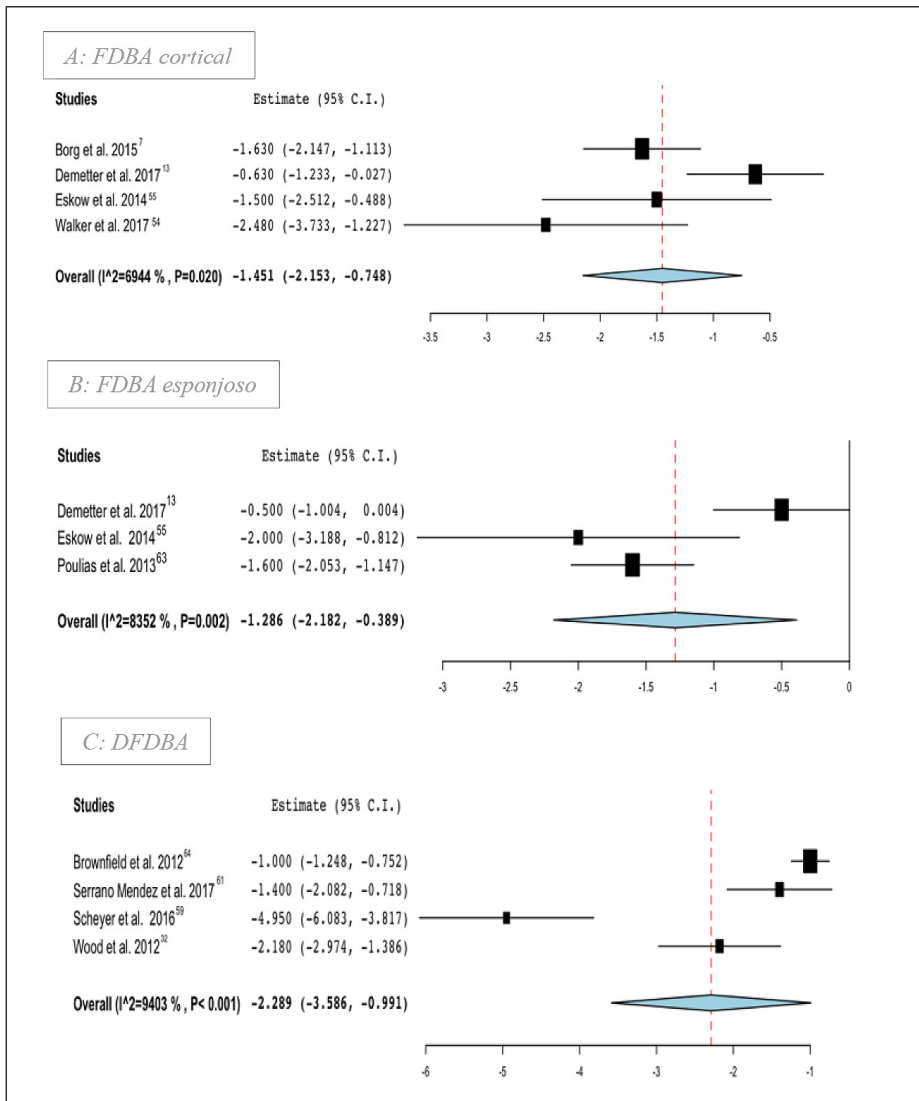 A: FDBA cortical
Studies Estimate (95% C.I.)
Borg et al. 2015⁷ -1.630 (-2.147, -1.113)
Demetter et al. 2017¹³ -0.630 (-1.233, -0.027)
Eskow et al. 2014⁵⁵ -1.500 (-2.512, -0.488)
Walker et al. 2017⁵⁴ -2.480 (-3.733, -1.227)
Overall (I^2=6944 % , P=0.020) -1.451 (-2.153, -0.748)
-3.5 -3 -2.5 -2 -1.5 -1 -0.5
B: FDBA esponjoso
Studies Estimate (95% C.I.)
Demetter et al. 2017¹³ -0.500 (-1.004, 0.004)
Eskow et al. 2014⁵⁵ -2.000 (-3.188, -0.812)
Poulias et al. 2013⁶³ -1.600 (-2.053, -1.147)
Overall (I^2=8352 % , P=0.002) -1.286 (-2.182, -0.389)
-3 -2.5 -2 -1.5 -1 -0.5 0
C: DFDBA
Studies Estimate (95% C.I.)
Brownfield et al. 2012⁶⁴ -1.000 (-1.248, -0.752)
Serrano Mendez et al. 2017⁶¹ -1.400 (-2.082, -0.718)
Scheyer et al. 2016⁵⁹ -4.950 (-6.083, -3.817)
Wood et al. 2012³² -2.180 (-2.974, -1.386)
Overall (I^2=9403 % , P< 0.001) -2.289 (-3.586, -0.991)
-6 -5 -4 -3 -2 -1